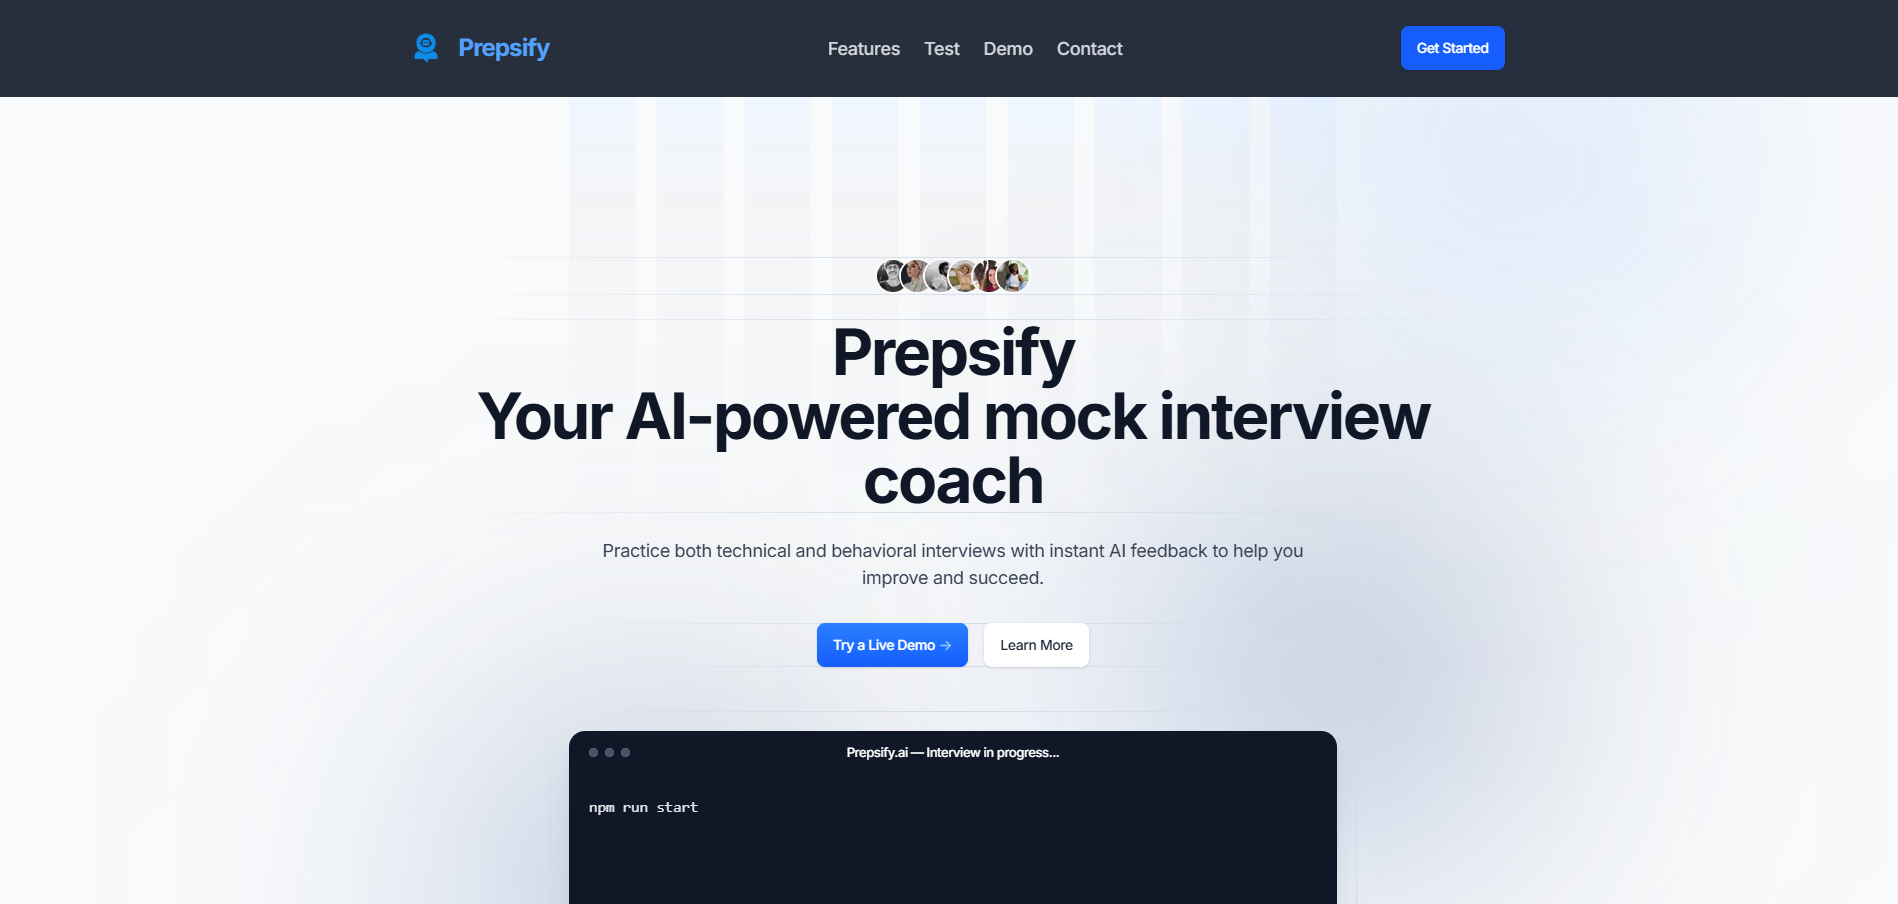 Prepsify
Features Test Demo Contact
Get Started
Prepsify
Your AI-powered mock interview
coach
Practice both technical and behavioral interviews with instant AI feedback to help you
improve and succeed.
Try a Live Demo →
Learn More
Prepsify.ai — Interview in progress...
npm run start